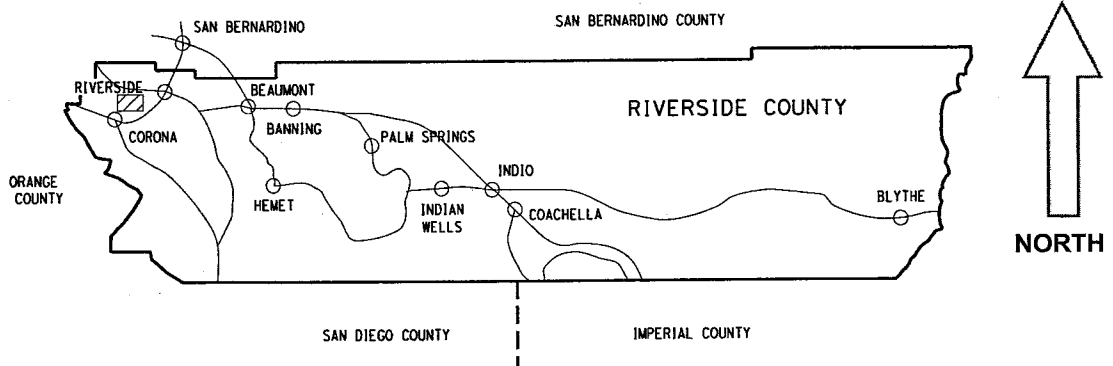 SAN BERNARDINO
SAN BERNARDINO COUNTY
RIVERSIDE
BEAUMONT
RIVERSIDE COUNTY
CORONA
BANNING
PALM SPRINGS
ORANGE
COUNTY
HEMET
INDIO
INDIAN
WELLS
COACHELLA
BLYTHE
NORTH
SAN DIEGO COUNTY
IMPERIAL COUNTY